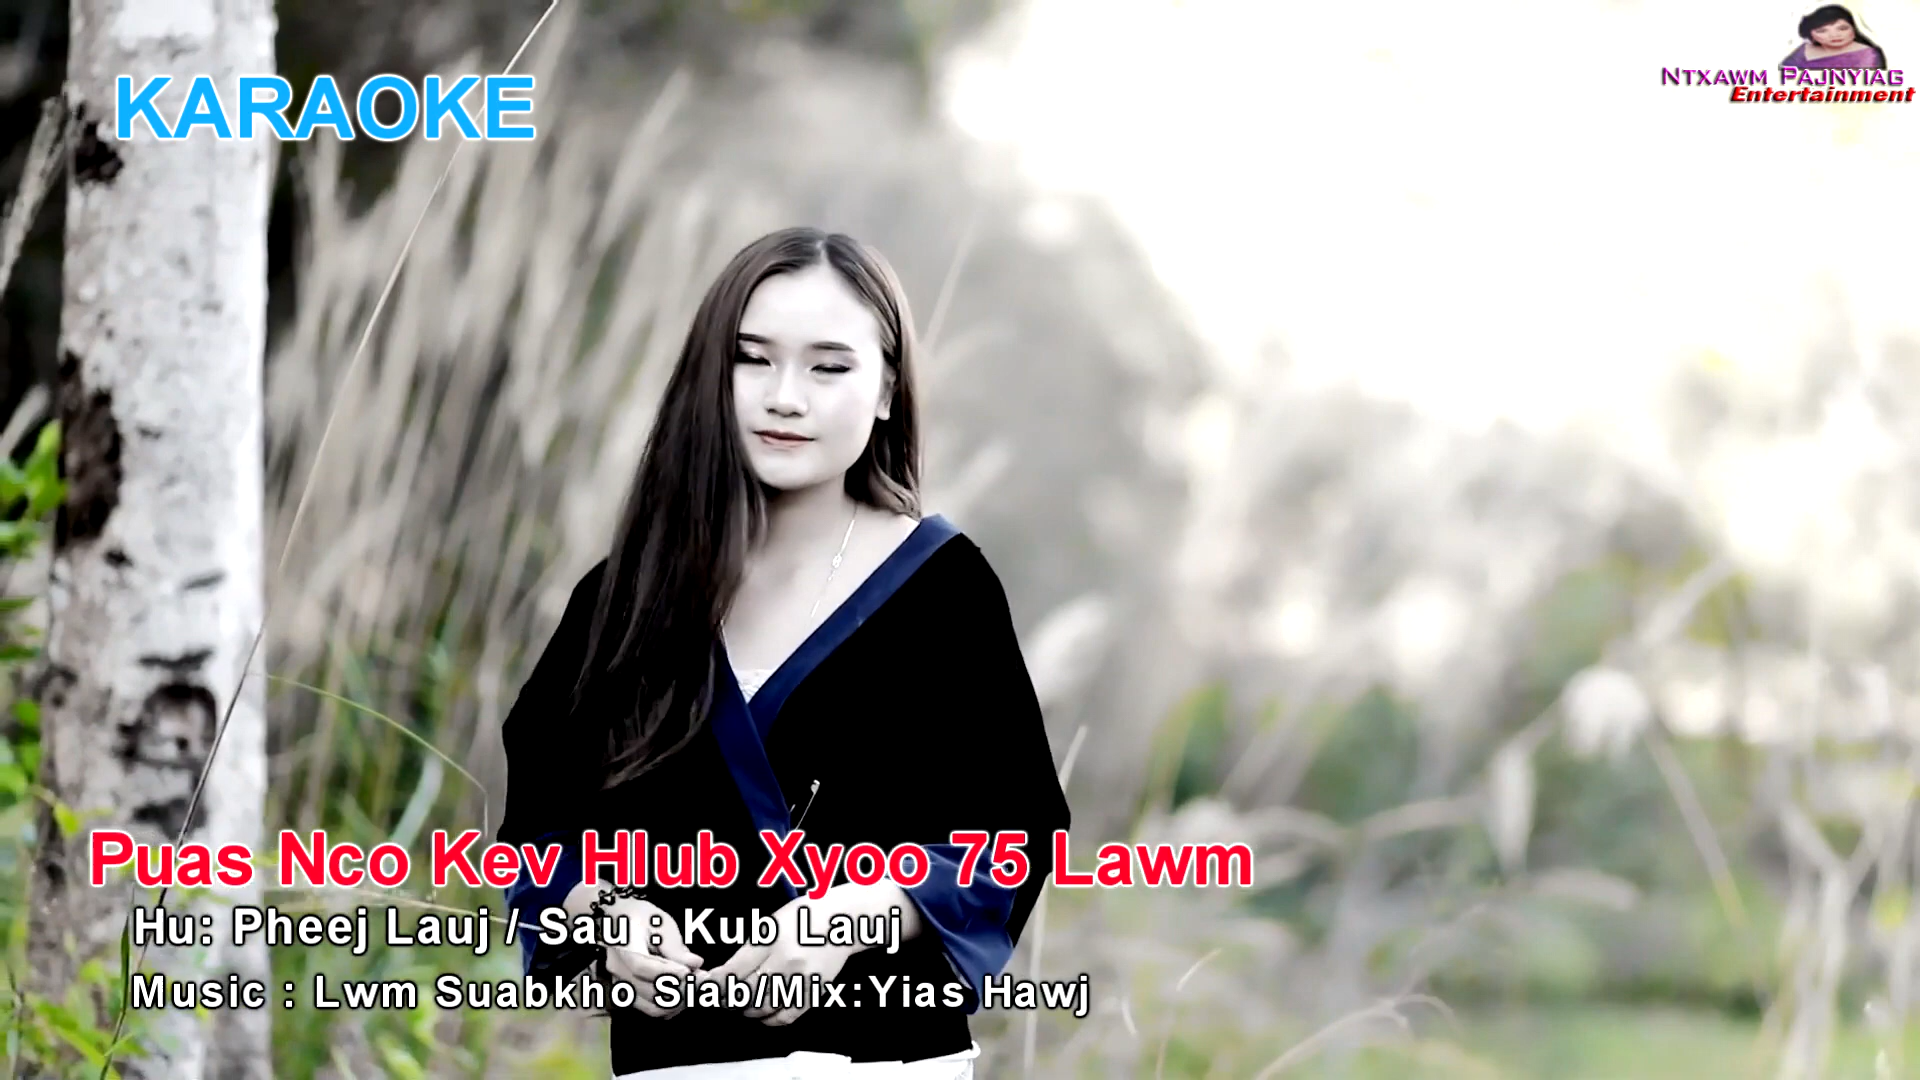 KARAOKE
NTXAWM PAJNYIAG
Entertainment
Puas Nco Kev Hlub Xyoo 75 Lawm
Hu: Pheej Lauj / Sau : Kub Lauj
Music : Lwm Suabkho Siab/Mix:Yias Hawj